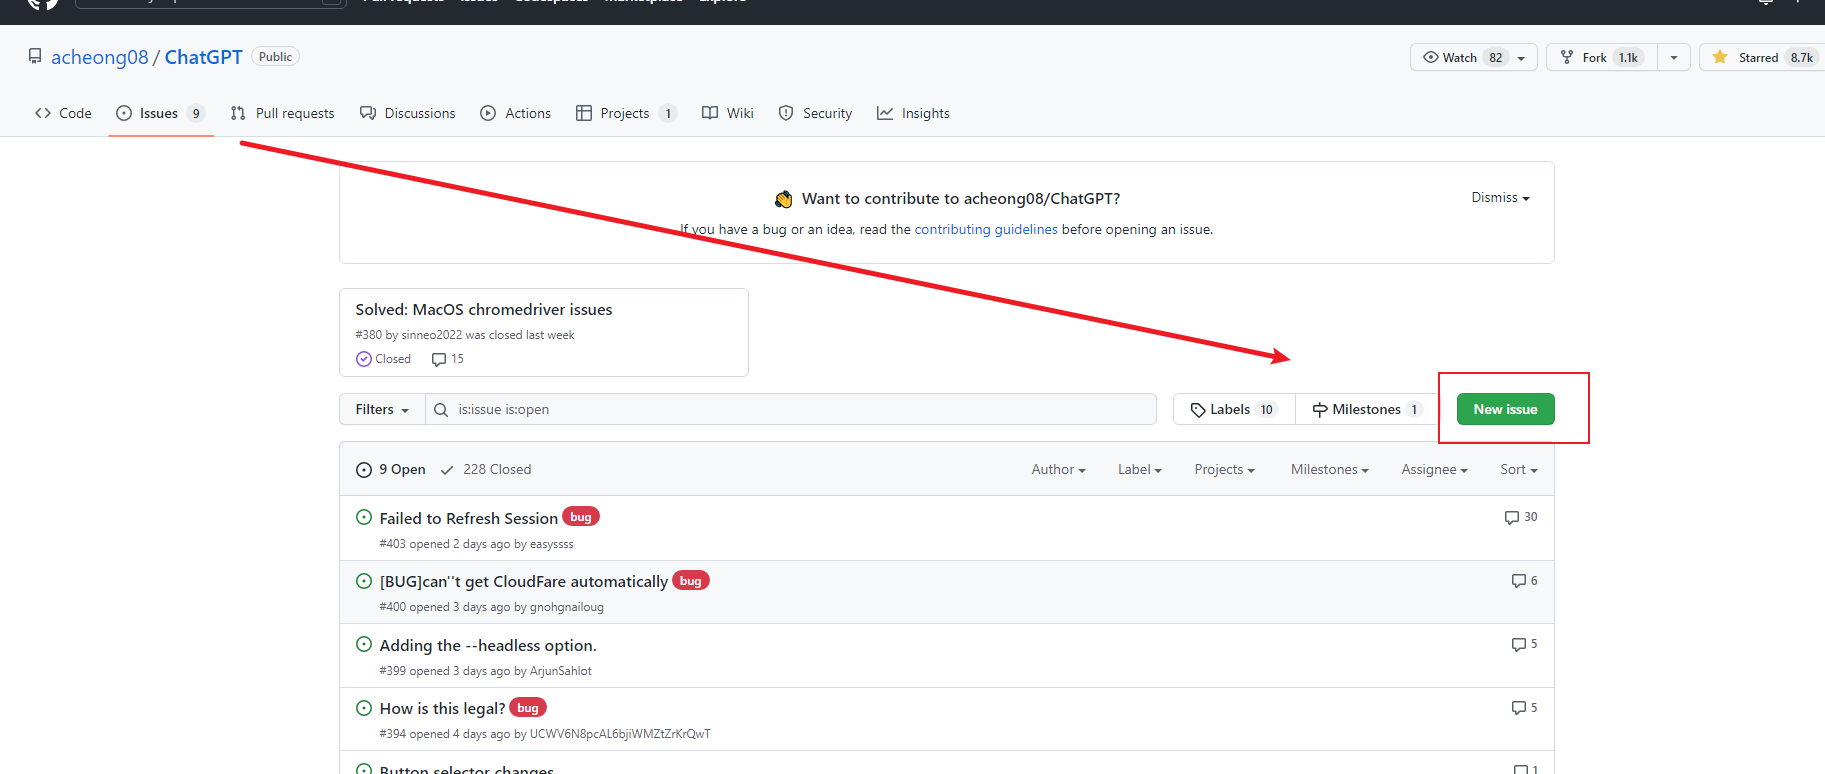 Pull requests Issues Codespaces Marketplace Explore
acheong08 / ChatGPT Public
Watch 82 Fork 1.1k Starred 8.7k
Code Issues 9 Pull requests Discussions Actions Projects 1 Wiki Security Insights
Want to contribute to acheong08/ChatGPT?
Dismiss
If you have a bug or an idea, read the contributing guidelines before opening an issue.
Solved: MacOS chromedriver issues
#380 by sinneo2022 was closed last week
Closed 15
Filters is:issue is:open Labels 10 Milestones 1 New issue
9 Open 228 Closed Author Label Projects Milestones Assignee Sort
Failed to Refresh Session bug 30
#403 opened 2 days ago by easyssss
[BUG]can''t get CloudFare automatically bug 6
#400 opened 3 days ago by gnohgnailoug
Adding the --headless option. 5
#399 opened 3 days ago by ArjunSahlot
How is this legal? bug 5
#394 opened 4 days ago by UCWV6N8pcAL6bjiWMZtZrKrQwT
Button selector changes 1